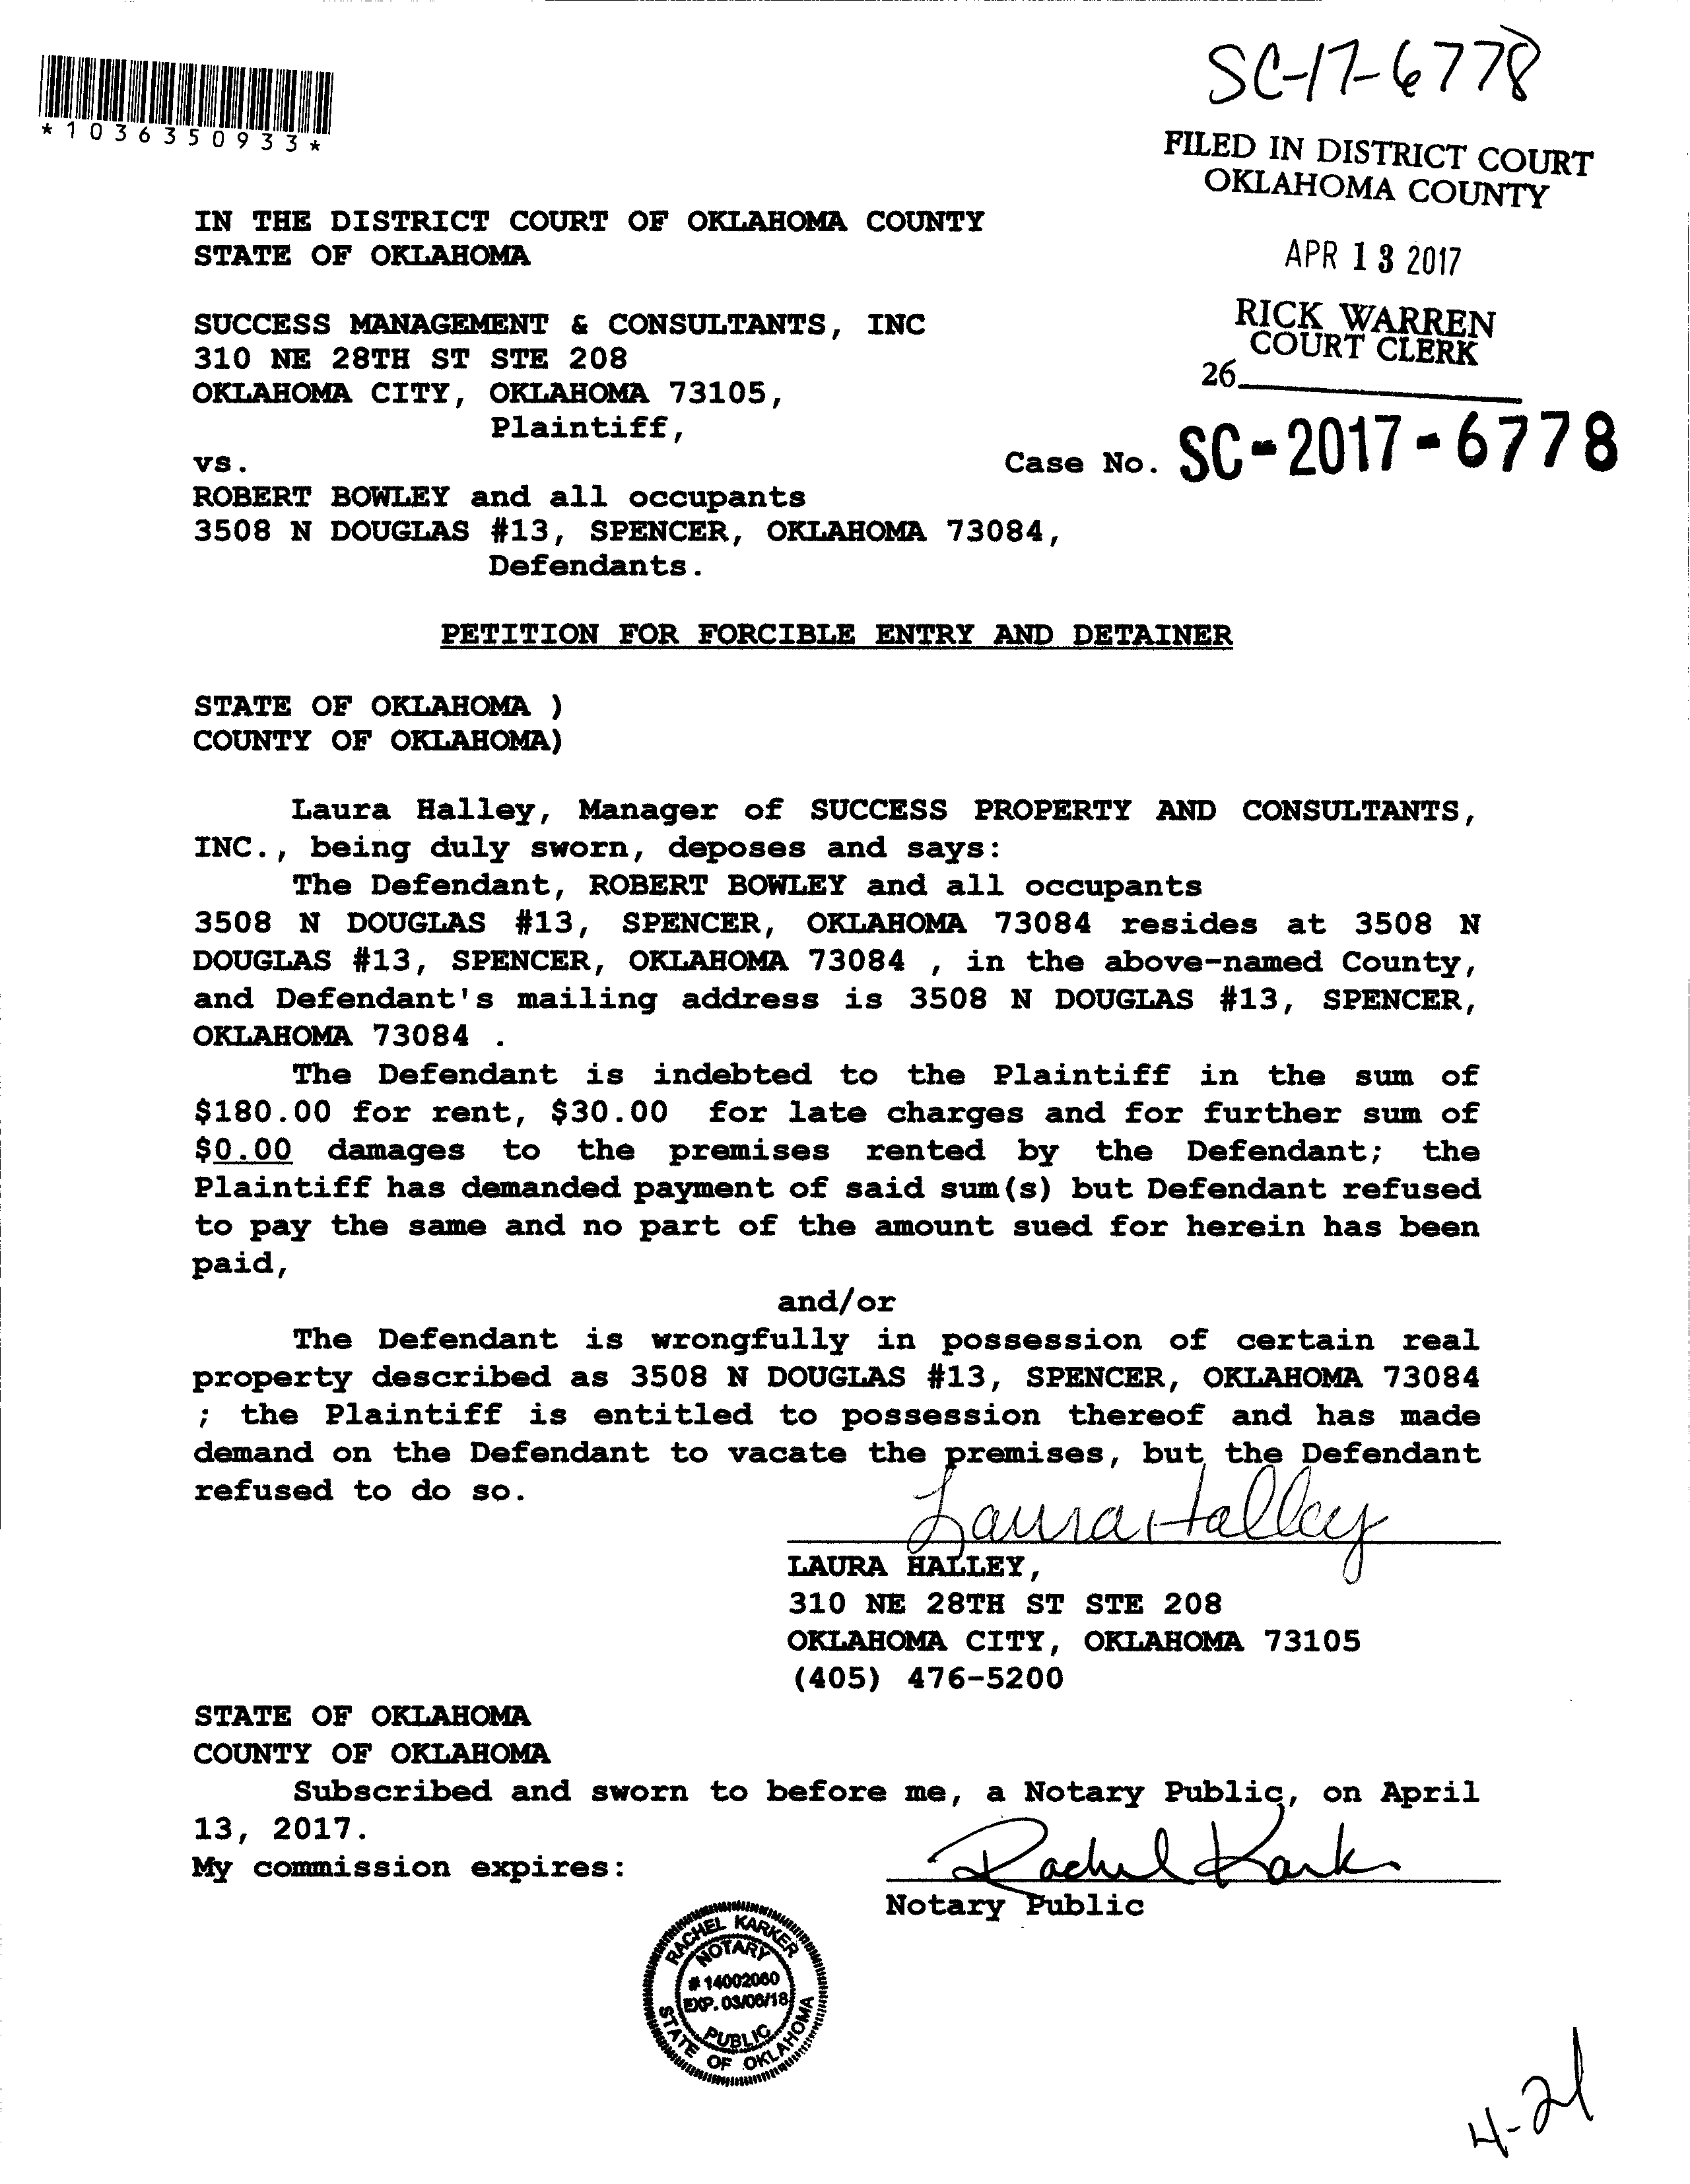 SC-17-6778
*1036350933*
FILED IN DISTRICT COURT
OKLAHOMA COUNTY
IN THE DISTRICT COURT OF OKLAHOMA COUNTY
STATE OF OKLAHOMA
APR 13 2017
SUCCESS MANAGEMENT & CONSULTANTS, INC
310 NE 28TH ST STE 208
OKLAHOMA CITY, OKLAHOMA 73105,
Plaintiff,
RICK WARREN
COURT CLERK
26
vs.
Case No. SC-2017-6778
ROBERT BOWLEY and all occupants
3508 N DOUGLAS #13, SPENCER, OKLAHOMA 73084,
Defendants.
PETITION FOR FORCIBLE ENTRY AND DETAINER
STATE OF OKLAHOMA )
COUNTY OF OKLAHOMA)
Laura Halley, Manager of SUCCESS PROPERTY AND CONSULTANTS,
INC., being duly sworn, deposes and says:
The Defendant, ROBERT BOWLEY and all occupants
3508 N DOUGLAS #13, SPENCER, OKLAHOMA 73084 resides at 3508 N
DOUGLAS #13, SPENCER, OKLAHOMA 73084 , in the above-named County,
and Defendant's mailing address is 3508 N DOUGLAS #13, SPENCER,
OKLAHOMA 73084 .
The Defendant is indebted to the Plaintiff in the sum of
$180.00 for rent, $30.00 for late charges and for further sum of
$0.00 damages to the premises rented by the Defendant; the
Plaintiff has demanded payment of said sum(s) but Defendant refused
to pay the same and no part of the amount sued for herein has been
paid,
and/or
The Defendant is wrongfully in possession of certain real
property described as 3508 N DOUGLAS #13, SPENCER, OKLAHOMA 73084
; the Plaintiff is entitled to possession thereof and has made
demand on the Defendant to vacate the premises, but the Defendant
refused to do so.
Laura Halley
LAURA HALLEY,
310 NE 28TH ST STE 208
OKLAHOMA CITY, OKLAHOMA 73105
(405) 476-5200
STATE OF OKLAHOMA
COUNTY OF OKLAHOMA
Subscribed and sworn to before me, a Notary Public, on April
13, 2017.
My commission expires:
Rachel Kark
Notary Public
RACHEL KARKER
NOTARY
# 14002060
EXP. 03/06/18
PUBLIC
STATE OF OKLAHOMA
4-21